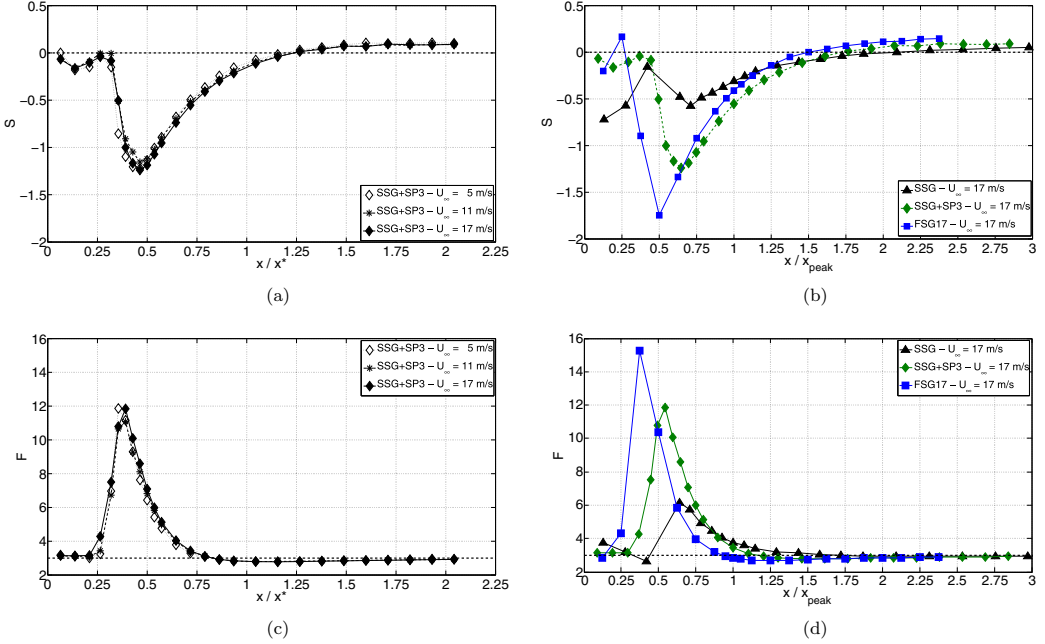 0.5
0
−0.5
−1
−1.5
−2
S
0 0.25 0.5 0.75 1 1.25 1.5 1.75 2 2.25
x / x*
SSG+SP3 − U∞ = 5 m/s
SSG+SP3 − U∞ = 11 m/s
SSG+SP3 − U∞ = 17 m/s
(a)
0.5
0
−0.5
−1
−1.5
−2
S
0 0.25 0.5 0.75 1 1.25 1.5 1.75 2 2.25 2.5 2.75 3
x / xpeak
SSG − U∞ = 17 m/s
SSG+SP3 − U∞ = 17 m/s
FSG17 − U∞ = 17 m/s
(b)
16
14
12
10
8
6
4
2
F
0 0.25 0.5 0.75 1 1.25 1.5 1.75 2 2.25
x / x*
SSG+SP3 − U∞ = 5 m/s
SSG+SP3 − U∞ = 11 m/s
SSG+SP3 − U∞ = 17 m/s
(c)
16
14
12
10
8
6
4
2
F
0 0.25 0.5 0.75 1 1.25 1.5 1.75 2 2.25 2.5 2.75 3
x / xpeak
SSG − U∞ = 17 m/s
SSG+SP3 − U∞ = 17 m/s
FSG17 − U∞ = 17 m/s
(d)